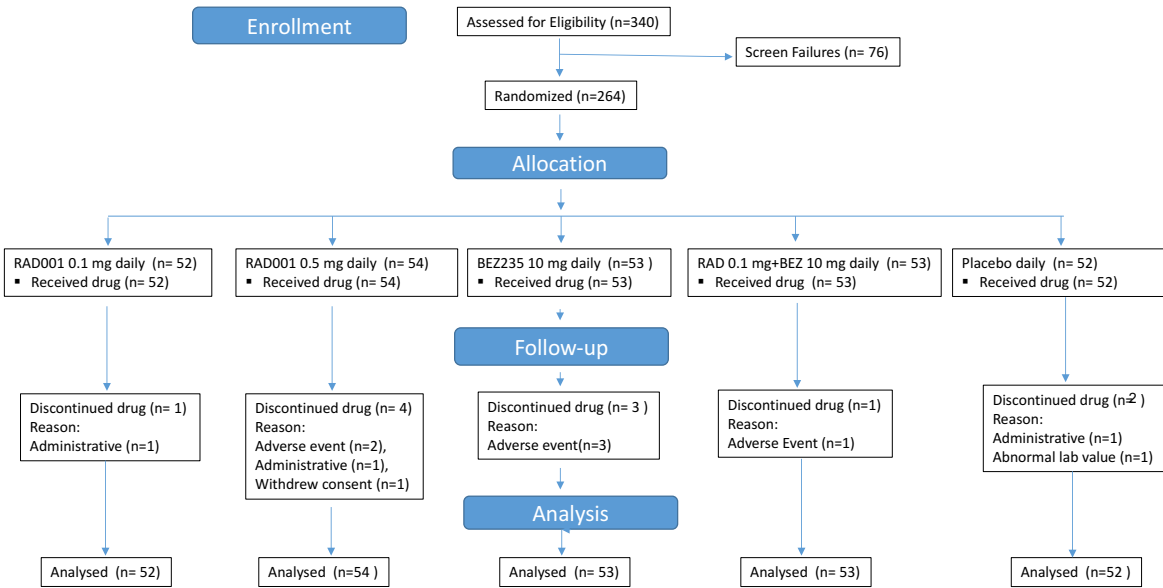 Enrollment
Assessed for Eligibility (n=340)
Screen Failures (n= 76)
Randomized (n=264)
Allocation
RAD001 0.1 mg daily  (n= 52)
▪ Received drug (n= 52)
RAD001 0.5 mg daily  (n= 54)
▪ Received drug (n= 54)
BEZ235 10 mg daily  (n=53 )
▪ Received drug (n= 53)
RAD 0.1 mg+BEZ 10 mg daily  (n= 53)
▪ Received drug  (n= 53)
Placebo daily  (n= 52)
▪ Received drug (n= 52)
Follow-up
Discontinued drug (n= 1)
Reason:
Administrative (n=1)
Discontinued drug (n= 4)
Reason:
Adverse event (n=2),
Administrative (n=1),
Withdrew consent (n=1)
Discontinued drug (n= 3 )
Reason:
Adverse event(n=3)
Discontinued drug (n=1)
Reason:
Adverse Event (n=1)
Discontinued drug (n=2 )
Reason:
Administrative (n=1)
Abnormal lab value (n=1)
Analysis
Analysed (n= 52)
Analysed (n=54 )
Analysed (n= 53)
Analysed (n= 53)
Analysed (n=52 )